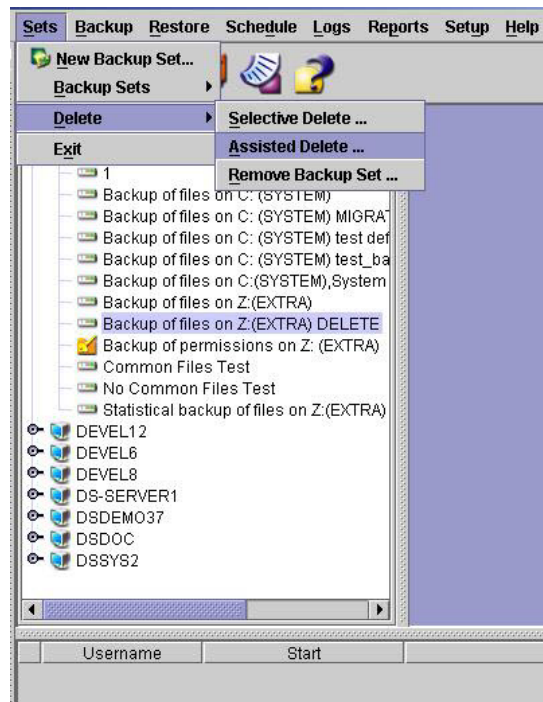 Sets Backup Restore Schedule Logs Reports Setup Help
New Backup Set...
Backup Sets
Delete
Exit
Selective Delete ...
Assisted Delete ...
Remove Backup Set ...
1
Backup of files on C: (SYSTEM)
Backup of files on C: (SYSTEM) MIGRAT
Backup of files on C: (SYSTEM) test def
Backup of files on C: (SYSTEM) test_ba
Backup of files on C:(SYSTEM),System
Backup of files on Z:(EXTRA)
Backup of files on Z:(EXTRA) DELETE
Backup of permissions on Z: (EXTRA)
Common Files Test
No Common Files Test
Statistical backup of files on Z:(EXTRA)
DEVEL12
DEVEL6
DEVEL8
DS-SERVER1
DSDEMO37
DSDOC
DSSYS2
Username Start